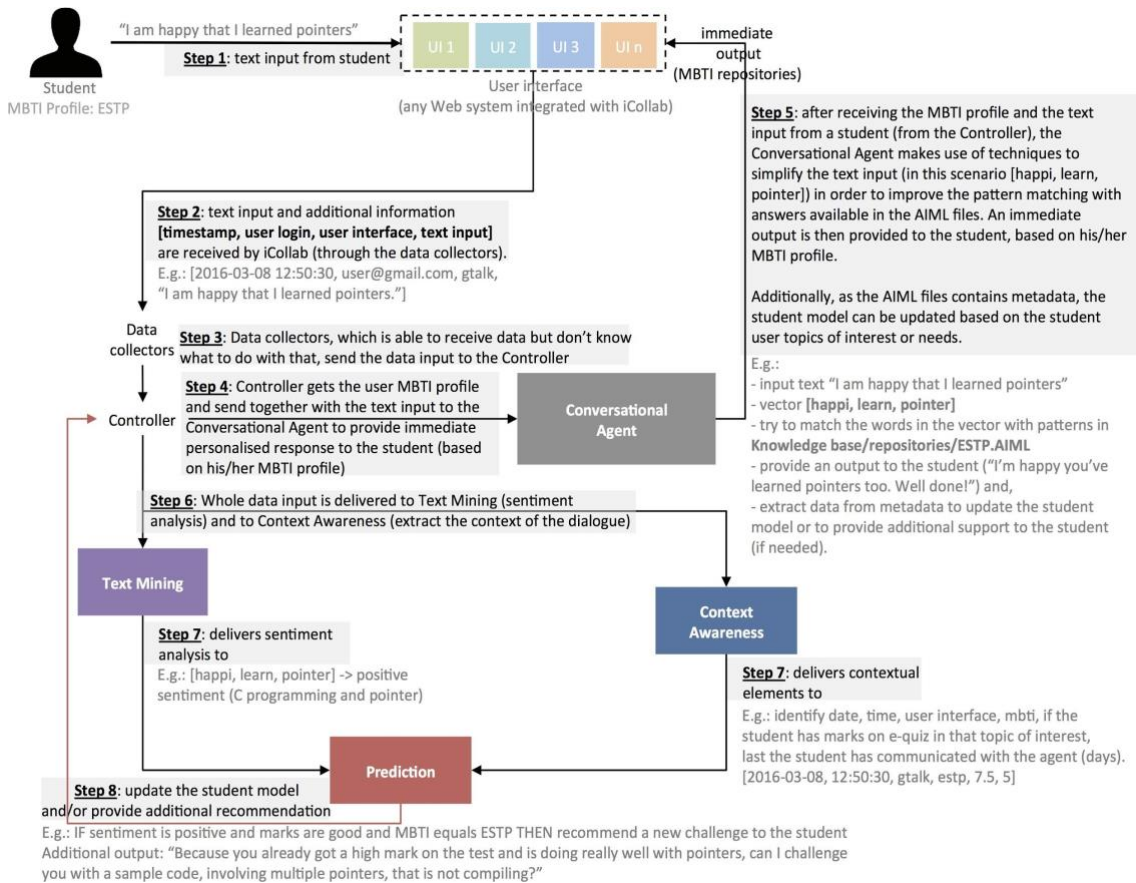 “I am happy that I learned pointers”
Step 1: text input from student
Student
MBTI Profile: ESTP
UI 1
UI 2
UI 3
UI n
User interface
(any Web system integrated with iCollab)
immediate
output
(MBTI repositories)
Step 2: text input and additional information
[timestamp, user login, user interface, text input]
are received by iCollab (through the data collectors).
E.g.: [2016-03-08 12:50:30, user@gmail.com, gtalk,
“I am happy that I learned pointers.”]
Data
collectors
Step 3: Data collectors, which is able to receive data but don’t know
what to do with that, send the data input to the Controller
Controller
Step 4: Controller gets the user MBTI profile
and send together with the text input to the
Conversational Agent to provide immediate
personalised response to the student (based
on his/her MBTI profile)
Conversational
Agent
Step 5: after receiving the MBTI profile and the text
input from a student (from the Controller), the
Conversational Agent makes use of techniques to
simplify the text input (in this scenario [happi, learn,
pointer]) in order to improve the pattern matching with
answers available in the AIML files. An immediate
output is then provided to the student, based on his/her
MBTI profile.
Additionally, as the AIML files contains metadata, the
student model can be updated based on the student
user topics of interest or needs.
E.g.:
- input text “I am happy that I learned pointers”
- vector [happi, learn, pointer]
- try to match the words in the vector with patterns in
Knowledge base/repositories/ESTP.AIML
- provide an output to the student (“I’m happy you’ve
learned pointers too. Well done!”) and,
- extract data from metadata to update the student
model or to provide additional support to the student
(if needed).
Step 6: Whole data input is delivered to Text Mining (sentiment
analysis) and to Context Awareness (extract the context of the dialogue)
Text Mining
Context
Awareness
Step 7: delivers sentiment
analysis to
E.g.: [happi, learn, pointer] -> positive
sentiment (C programming and pointer)
Step 7: delivers contextual
elements to
E.g.: identify date, time, user interface, mbti, if the
student has marks on e-quiz in that topic of interest,
last the student has communicated with the agent (days).
[2016-03-08, 12:50:30, gtalk, estp, 7.5, 5]
Prediction
Step 8: update the student model
and/or provide additional recommendation
E.g.: IF sentiment is positive and marks are good and MBTI equals ESTP THEN recommend a new challenge to the student
Additional output: “Because you already got a high mark on the test and is doing really well with pointers, can I challenge
you with a sample code, involving multiple pointers, that is not compiling?”